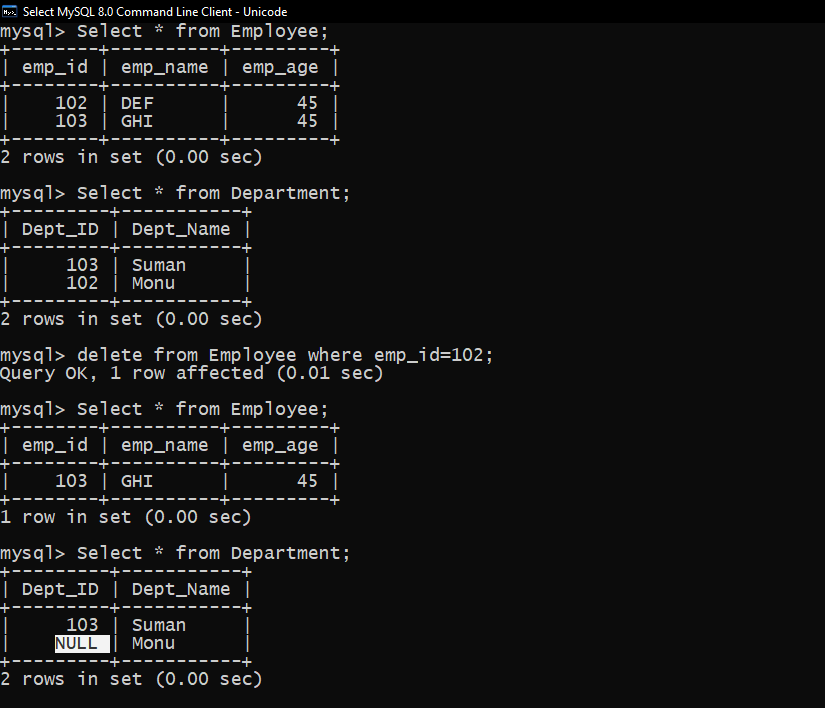 Select MySQL 8.0 Command Line Client - Unicode
mysql> Select * from Employee;
+--------+----------+---------+
| emp_id | emp_name | emp_age |
+--------+----------+---------+
|    102 | DEF      |      45 |
|    103 | GHI      |      45 |
+--------+----------+---------+
2 rows in set (0.00 sec)
mysql> Select * from Department;
+---------+-----------+
| Dept_ID | Dept_Name |
+---------+-----------+
|     103 | Suman     |
|     102 | Monu      |
+---------+-----------+
2 rows in set (0.00 sec)
mysql> delete from Employee where emp_id=102;
Query OK, 1 row affected (0.01 sec)
mysql> Select * from Employee;
+--------+----------+---------+
| emp_id | emp_name | emp_age |
+--------+----------+---------+
|    103 | GHI      |      45 |
+--------+----------+---------+
1 row in set (0.00 sec)
mysql> Select * from Department;
+---------+-----------+
| Dept_ID | Dept_Name |
+---------+-----------+
|     103 | Suman     |
|    NULL | Monu      |
+---------+-----------+
2 rows in set (0.00 sec)